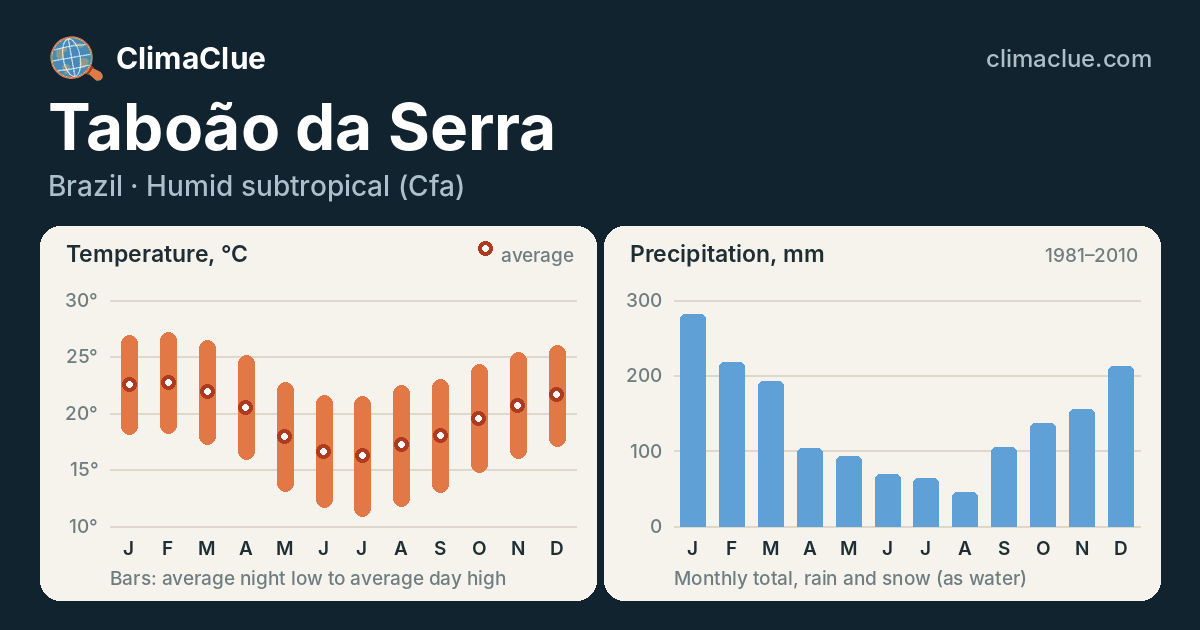 ClimaClue
climaclue.com
Taboão da Serra
Brazil · Humid subtropical (Cfa)
Temperature, °C
average
30°
25°
20°
15°
10°
J F M A M J J A S O N D
Bars: average night low to average day high
Precipitation, mm
1981–2010
300
200
100
0
J F M A M J J A S O N D
Monthly total, rain and snow (as water)